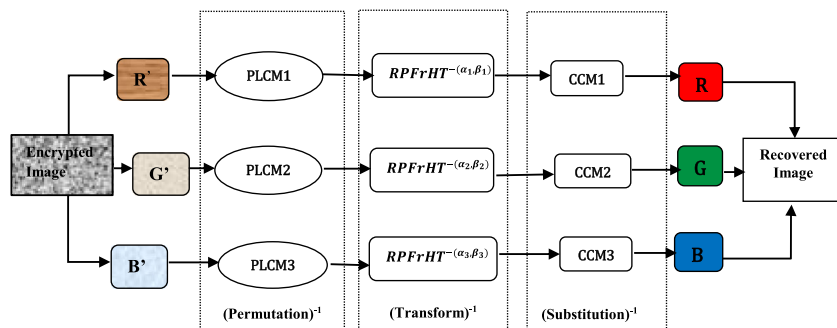 R'
PLCM1
RPFrHT^-(α1,β1)
CCM1
R
Encrypted
Image
G'
PLCM2
RPFrHT^-(α2,β2)
CCM2
G
Recovered
Image
B'
PLCM3
RPFrHT^-(α3,β3)
CCM3
B
(Permutation)^-1
(Transform)^-1
(Substitution)^-1